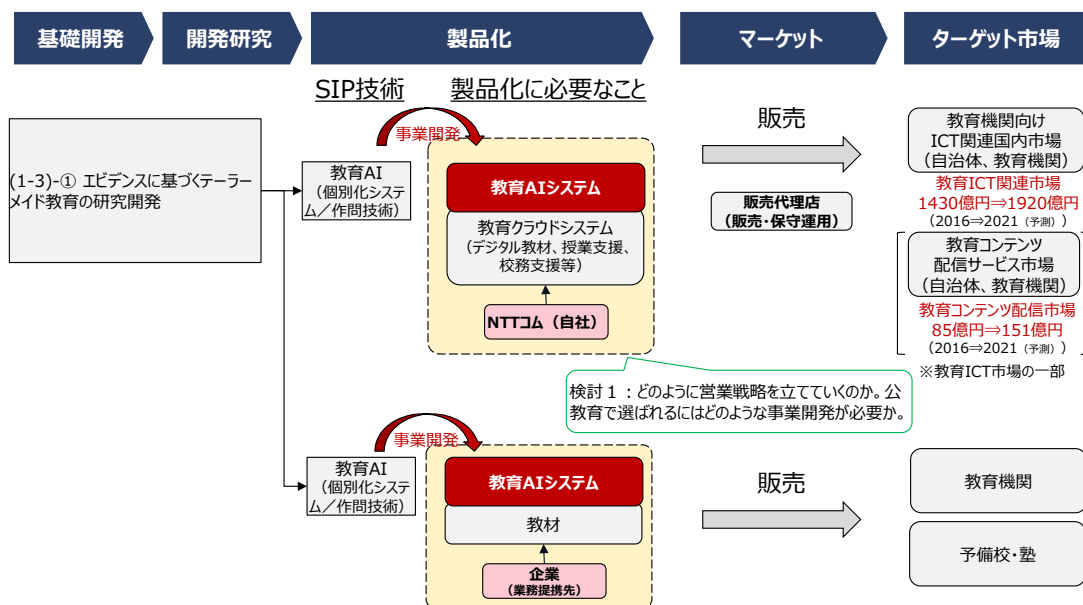 基礎開発
開発研究
製品化
マーケット
ターゲット市場
SIP技術
製品化に必要なこと
(1-3)-① エビデンスに基づくテーラー
メイド教育の研究開発
事業開発
教育AI
（個別化システ
ム／作問技術）
教育AIシステム
教育クラウドシステム
（デジタル教材、授業支援、
校務支援等）
NTTコム（自社）
販売
販売代理店
（販売・保守運用）
教育機関向け
ICT関連国内市場
（自治体、教育機関）
教育ICT関連市場
1430億円⇒1920億円
（2016⇒2021（予測））
教育コンテンツ
配信サービス市場
（自治体、教育機関）
教育コンテンツ配信市場
85億円⇒151億円
（2016⇒2021（予測））
※教育ICT市場の一部
検討１：どのように営業戦略を立てていくのか。公
教育で選ばれるにはどのような事業開発が必要か。
事業開発
教育AI
（個別化システ
ム／作問技術）
教育AIシステム
教材
企業
（業務提携先）
販売
教育機関
予備校・塾